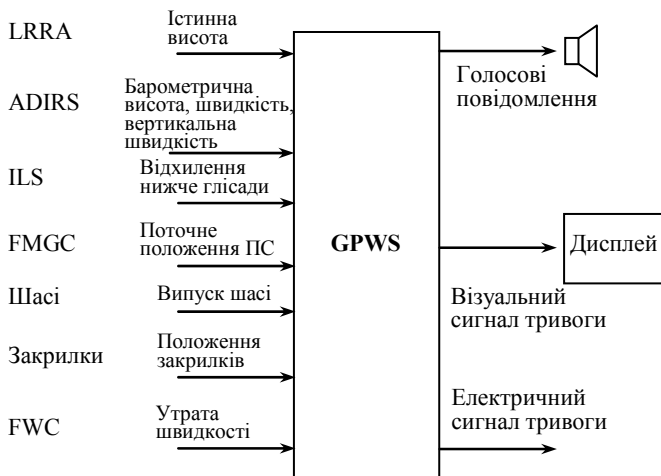 LRRA
Істинна
висота
ADIRS
Барометрична
висота, швидкість,
вертикальна
швидкість
ILS
Відхилення
нижче глісади
FMGC
Поточне
положення ПС
Шасі
Випуск шасі
Закрилки
Положення
закрилків
FWC
Утрата
швидкості
GPWS
Голосові
повідомлення
Дисплей
Візуальний
сигнал тривоги
Електричний
сигнал тривоги